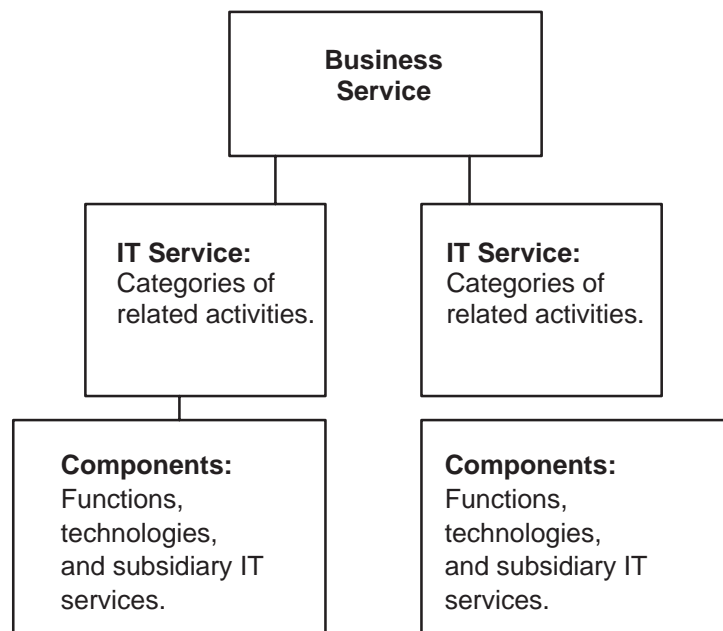 Business
Service
IT Service:
Categories of
related activities.
IT Service:
Categories of
related activities.
Components:
Functions,
technologies,
and subsidiary IT
services.
Components:
Functions,
technologies,
and subsidiary IT
services.